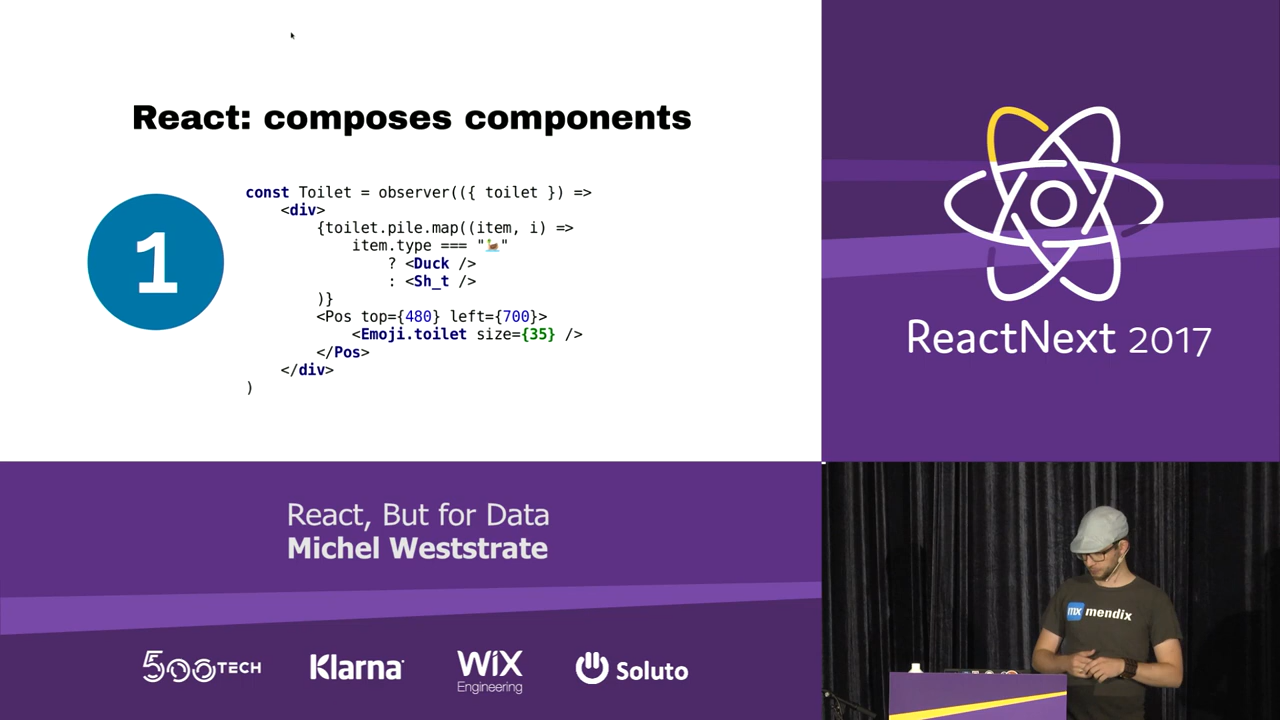 React: composes components
1
const Toilet = observer(({ toilet }) =>
    <div>
        {toilet.pile.map((item, i) =>
            item.type === "🦆"
                ? <Duck />
                : <Sh_t />
        )}
        <Pos top={480} left={700}>
            <Emoji.toilet size={35} />
        </Pos>
    </div>
)
ReactNext 2017
React, But for Data
Michel Weststrate
500TECH
Klarna
WiX
Engineering
Soluto
mx mendix